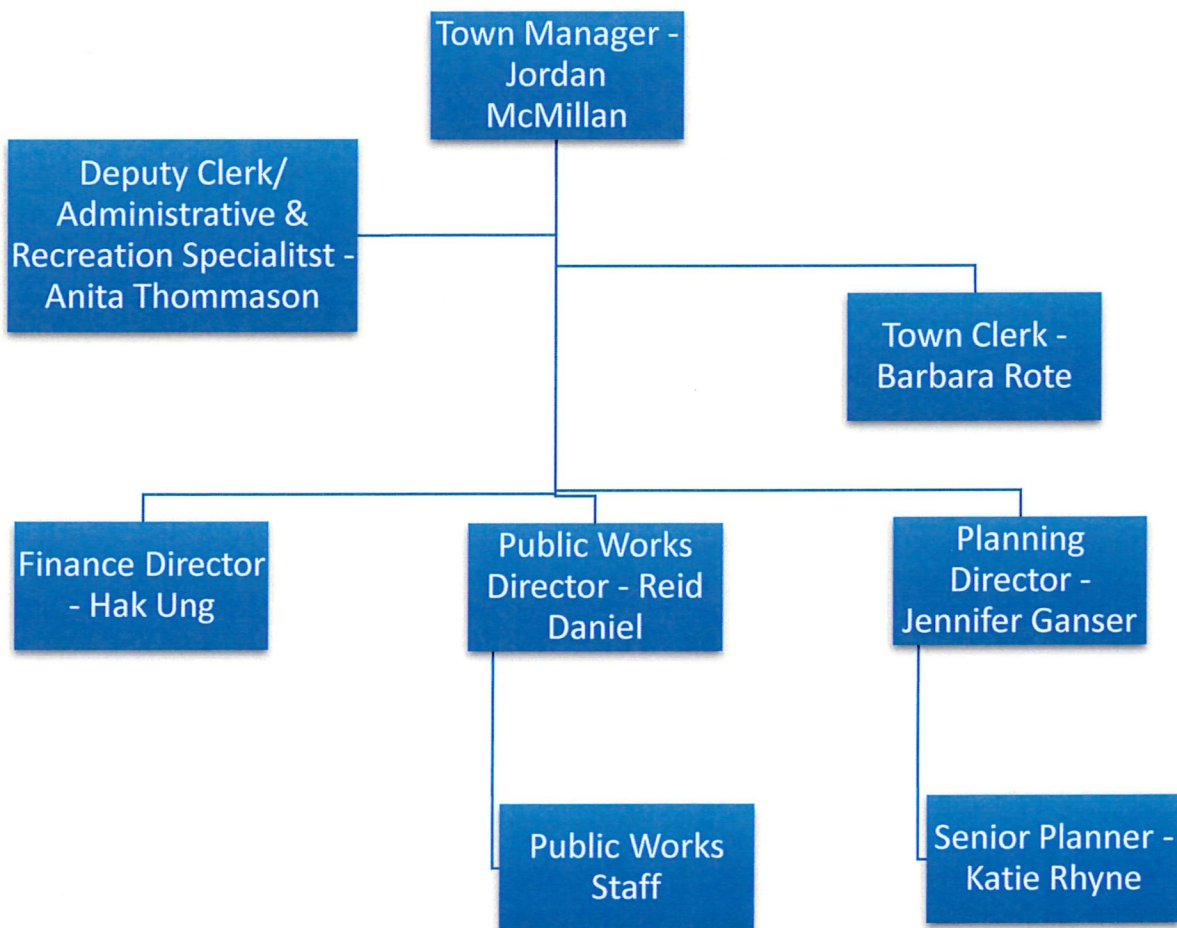 Town Manager -
Jordan
McMillan
Deputy Clerk/
Administrative &
Recreation Specialitst -
Anita Thommason
Town Clerk -
Barbara Rote
Finance Director
- Hak Ung
Public Works
Director - Reid
Daniel
Planning
Director -
Jennifer Ganser
Public Works
Staff
Senior Planner -
Katie Rhyne